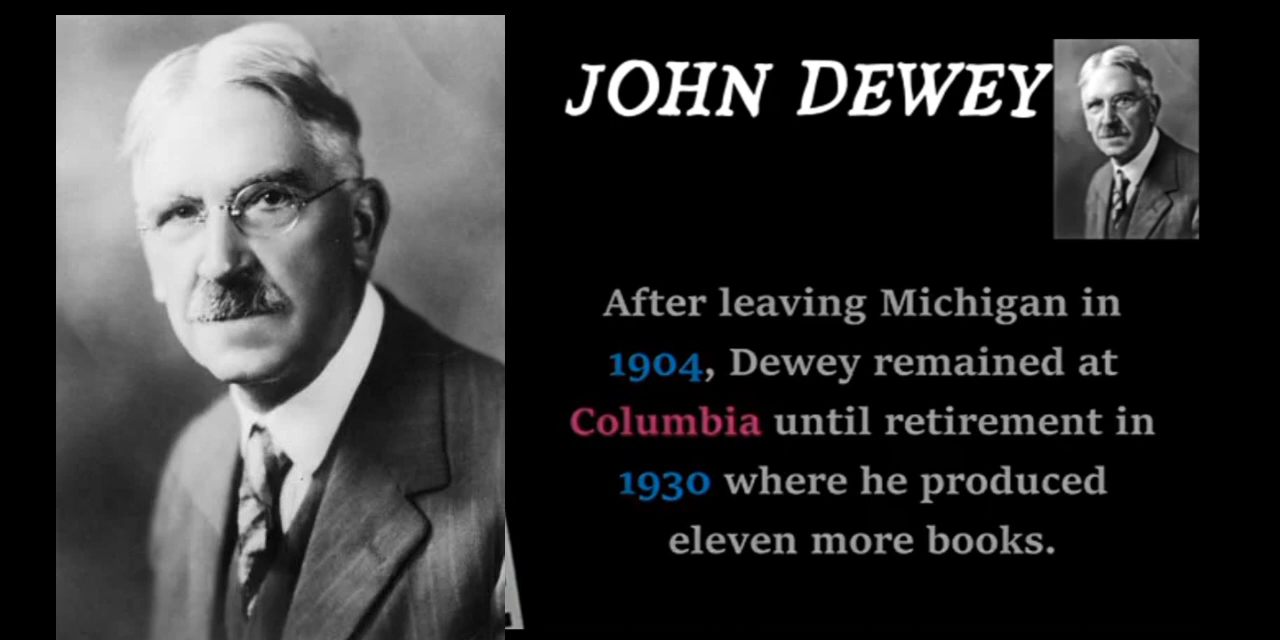 JOHN DEWEY
After leaving Michigan in
1904, Dewey remained at
Columbia until retirement in
1930 where he produced
eleven more books.